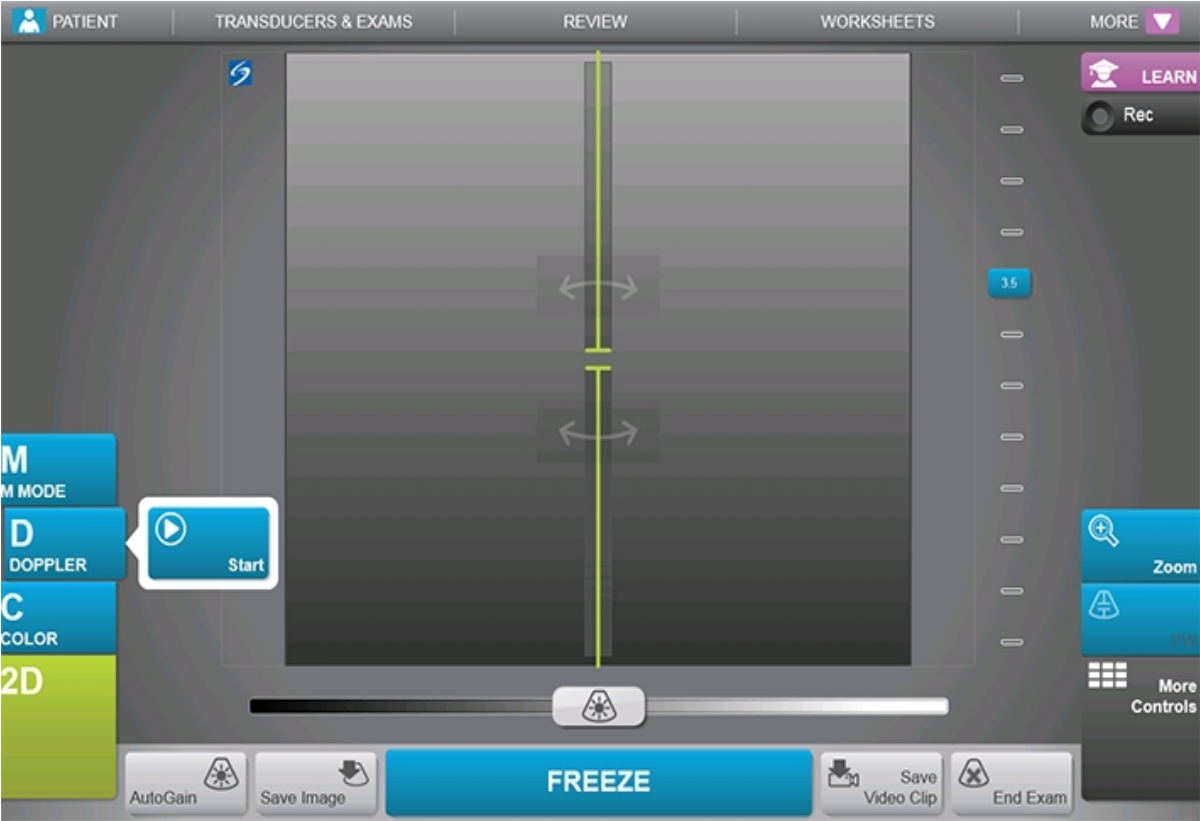 PATIENT
TRANSDUCERS & EXAMS
REVIEW
WORKSHEETS
MORE
LEARN
Rec
3.5
M
M MODE
D
DOPPLER
Start
C
COLOR
2D
Zoom
More
Controls
AutoGain
Save Image
FREEZE
Save
Video Clip
End Exam